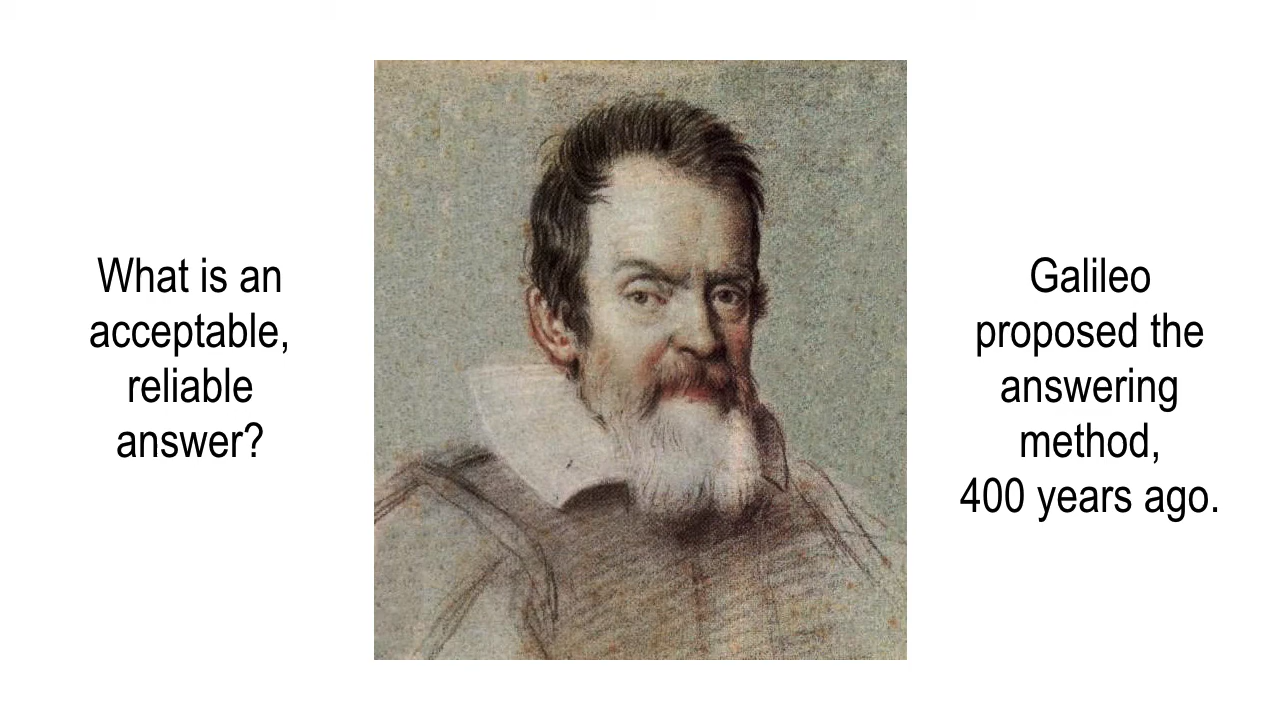 What is an
acceptable,
reliable
answer?
Galileo
proposed the
answering
method,
400 years ago.